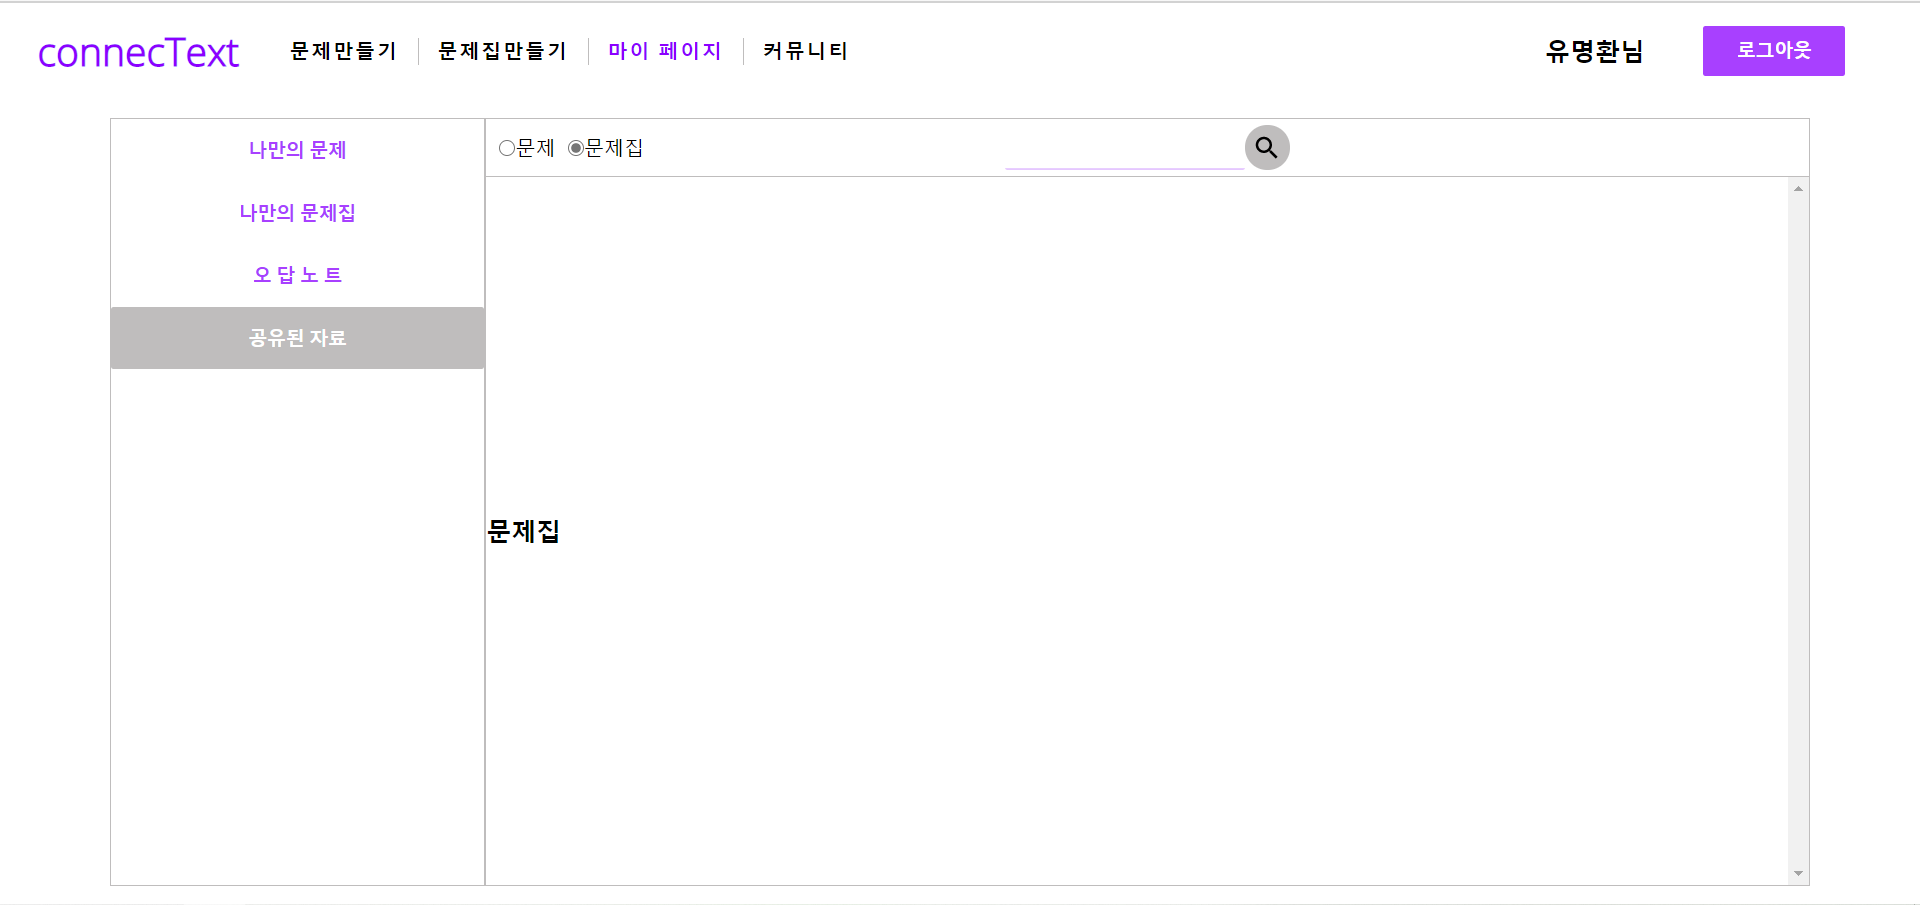 connecText 문제만들기 문제집만들기 마이 페이지 커뮤니티 유명환님 로그아웃
나만의 문제
나만의 문제집
오 답 노 트
공유된 자료
문제 문제집
문제집